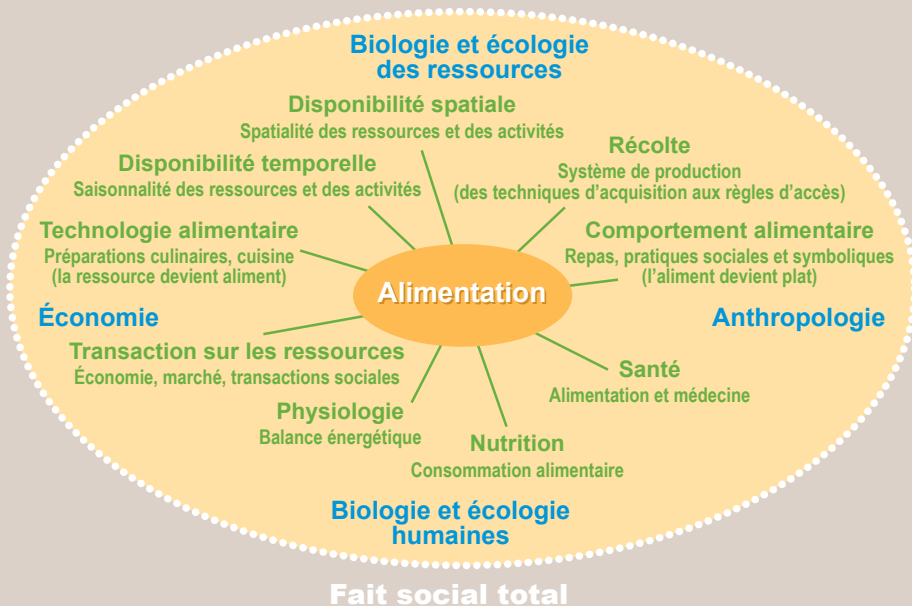 Biologie et écologie
des ressources
Disponibilité spatiale
Spatialité des ressources et des activités
Récolte
Système de production
(des techniques d’acquisition aux règles d’accès)
Disponibilité temporelle
Saisonnalité des ressources et des activités
Technologie alimentaire
Préparations culinaires, cuisine
(la ressource devient aliment)
Comportement alimentaire
Repas, pratiques sociales et symboliques
(l’aliment devient plat)
Alimentation
Économie
Anthropologie
Transaction sur les ressources
Économie, marché, transactions sociales
Santé
Alimentation et médecine
Physiologie
Balance énergétique
Nutrition
Consommation alimentaire
Biologie et écologie
humaines
Fait social total